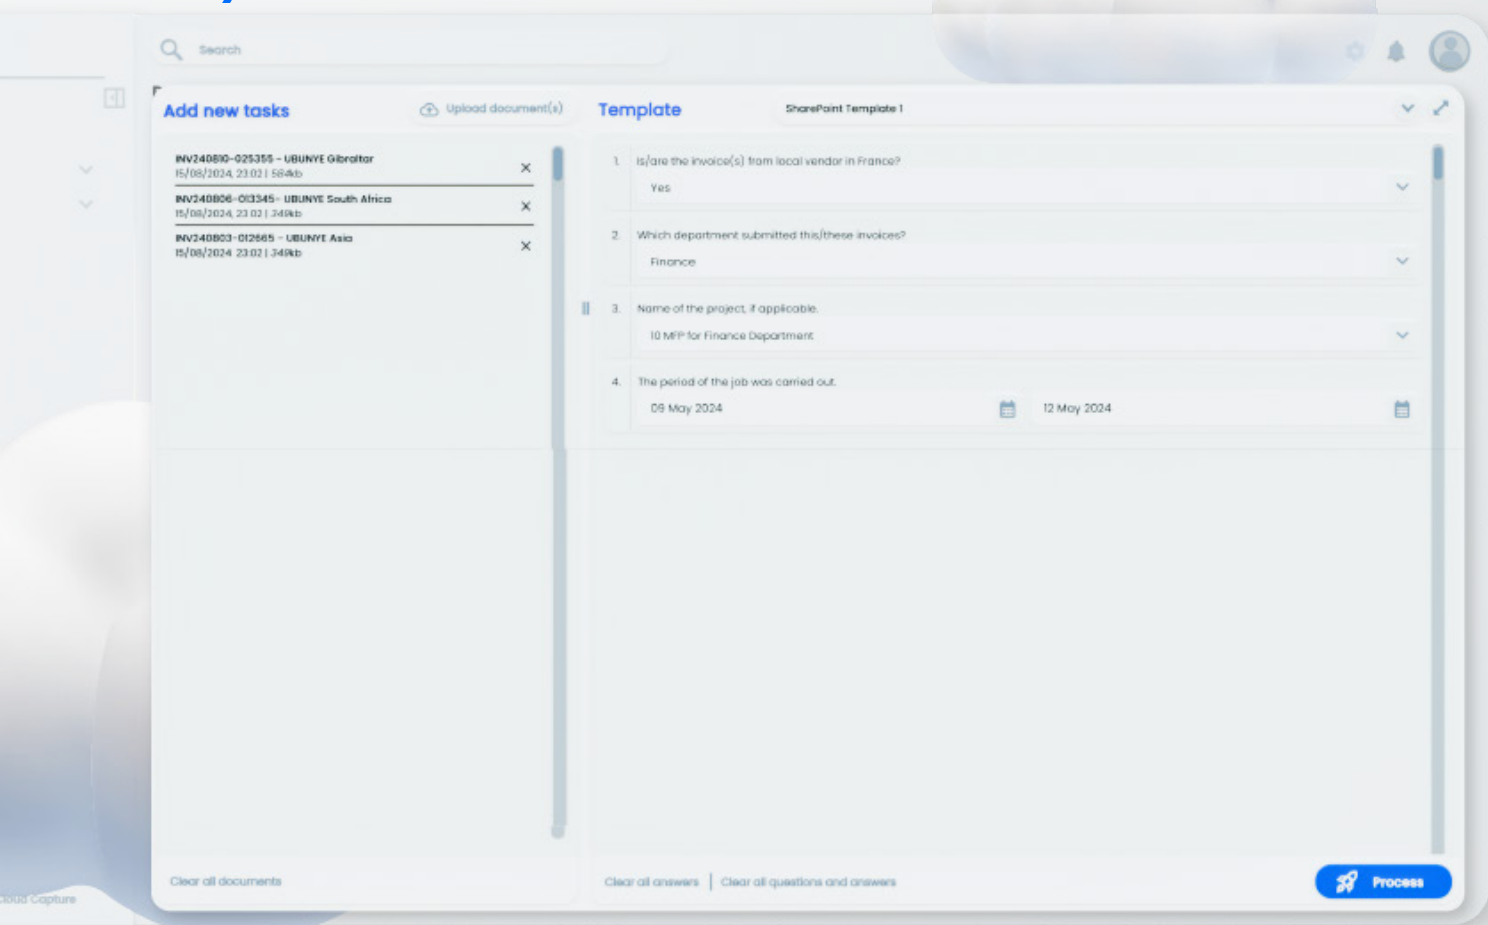 Search
Add new tasks
Upload document(s)
Template
SharePoint Template 1
INV240810-025355 - UBUNYE Gibraltar
15/08/2024, 23:02 | 584kb
INV240806-013345- UBUNYE South Africa
15/08/2024, 23:02 | 349kb
INV240803-012665 - UBUNYE Asia
15/08/2024 23:02 | 349kb
1. Is/are the invoice(s) from local vendor in France?
Yes
2. Which department submitted this/these invoices?
Finance
3. Name of the project, if applicable.
10 MFP for Finance Department
4. The period of the job was carried out.
09 May 2024
12 May 2024
Clear all documents
Clear all answers | Clear all questions and answers
Process
Cloud Capture